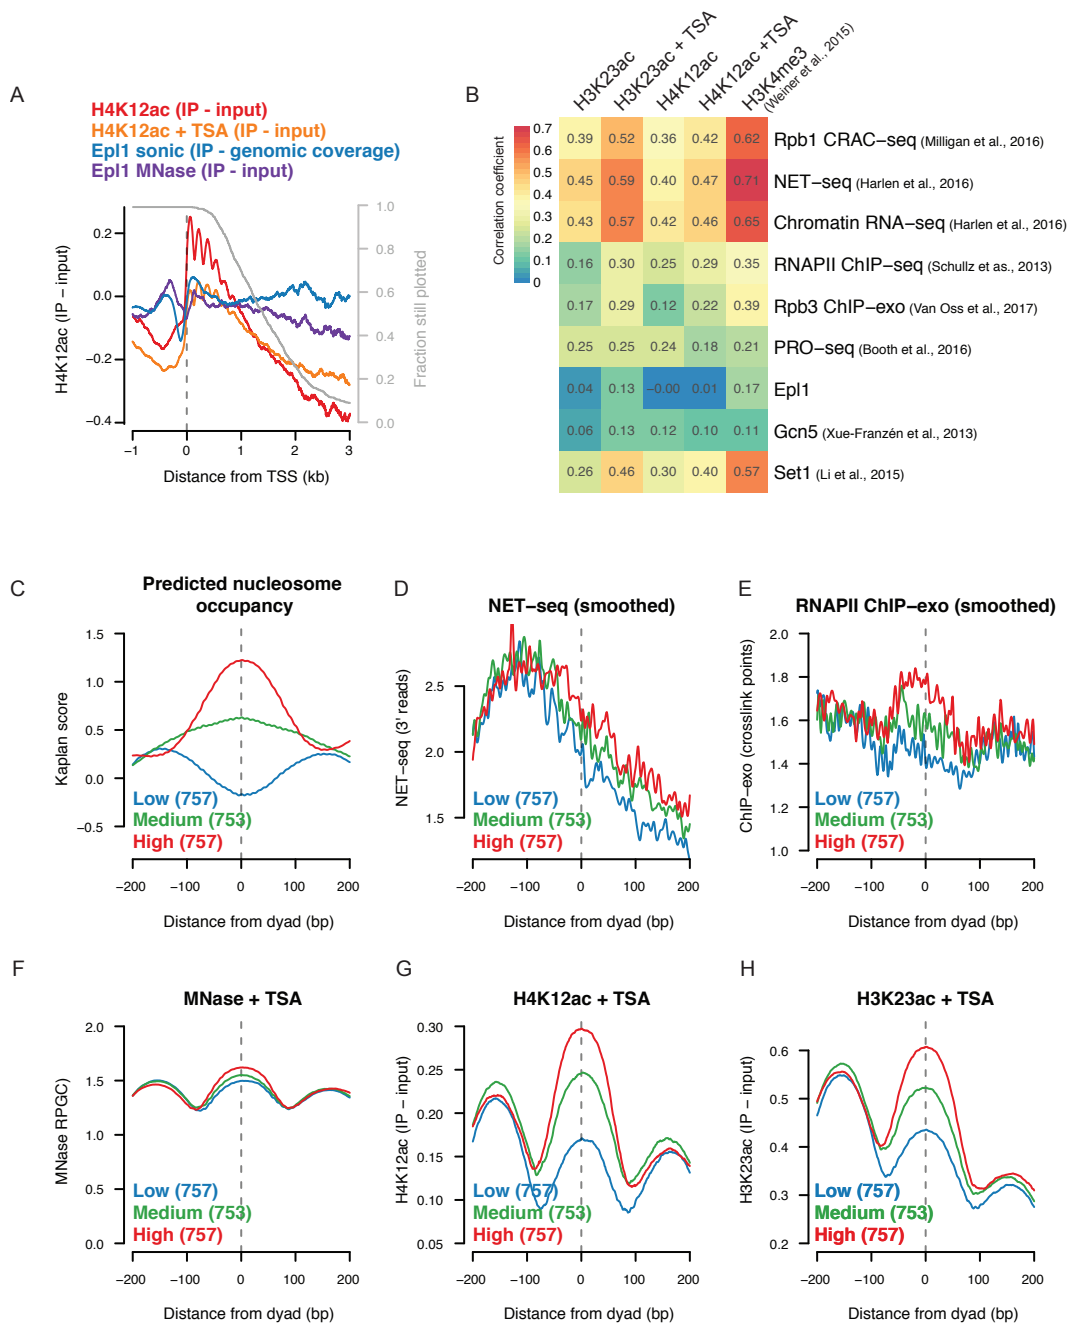 A
H4K12ac (IP - input)
H4K12ac + TSA (IP - input)
Epl1 sonic (IP - genomic coverage)
Epl1 MNase (IP - input)
H4K12ac (IP − input)
0.2
0.0
−0.2
−0.4
−1 0 1 2 3
Distance from TSS (kb)
1.0
0.8
0.6
0.4
0.2
0.0
Fraction still plotted
B
H3K23ac
H3K23ac + TSA
H4K12ac
H4K12ac +TSA
H3K4me3
(Weiner et al., 2015)
Correlation coefficient
0.7
0.6
0.5
0.4
0.3
0.2
0.1
0
0.39 0.52 0.36 0.42 0.62 Rpb1 CRAC−seq (Milligan et al., 2016)
0.45 0.59 0.40 0.47 0.71 NET−seq (Harlen et al., 2016)
0.43 0.57 0.42 0.46 0.65 Chromatin RNA−seq (Harlen et al., 2016)
0.16 0.30 0.25 0.29 0.35 RNAPII ChIP−seq (Schullz et as., 2013)
0.17 0.29 0.12 0.22 0.39 Rpb3 ChIP−exo (Van Oss et al., 2017)
0.25 0.25 0.24 0.18 0.21 PRO−seq (Booth et al., 2016)
0.04 0.13 −0.00 0.01 0.17 Epl1
0.06 0.13 0.12 0.10 0.11 Gcn5 (Xue-Franzén et al., 2013)
0.26 0.46 0.30 0.40 0.57 Set1 (Li et al., 2015)
C
Predicted nucleosome
occupancy
Kaplan score
1.5
1.0
0.5
0.0
−0.5
Low (757)
Medium (753)
High (757)
−200 −100 0 100 200
Distance from dyad (bp)
D
NET−seq (smoothed)
NET−seq (3' reads)
2.5
2.0
1.5
Low (757)
Medium (753)
High (757)
−200 −100 0 100 200
Distance from dyad (bp)
E
RNAPII ChIP−exo (smoothed)
ChIP−exo (crosslink points)
2.0
1.8
1.6
1.4
1.2
1.0
Low (757)
Medium (753)
High (757)
−200 −100 0 100 200
Distance from dyad (bp)
F
MNase + TSA
MNase RPGC
2.0
1.5
1.0
0.5
0.0
Low (757)
Medium (753)
High (757)
−200 −100 0 100 200
Distance from dyad (bp)
G
H4K12ac + TSA
H4K12ac (IP − input)
0.30
0.25
0.20
0.15
0.10
0.05
Low (757)
Medium (753)
High (757)
−200 −100 0 100 200
Distance from dyad (bp)
H
H3K23ac + TSA
H3K23ac (IP − input)
0.6
0.5
0.4
0.3
0.2
Low (757)
Medium (753)
High (757)
−200 −100 0 100 200
Distance from dyad (bp)